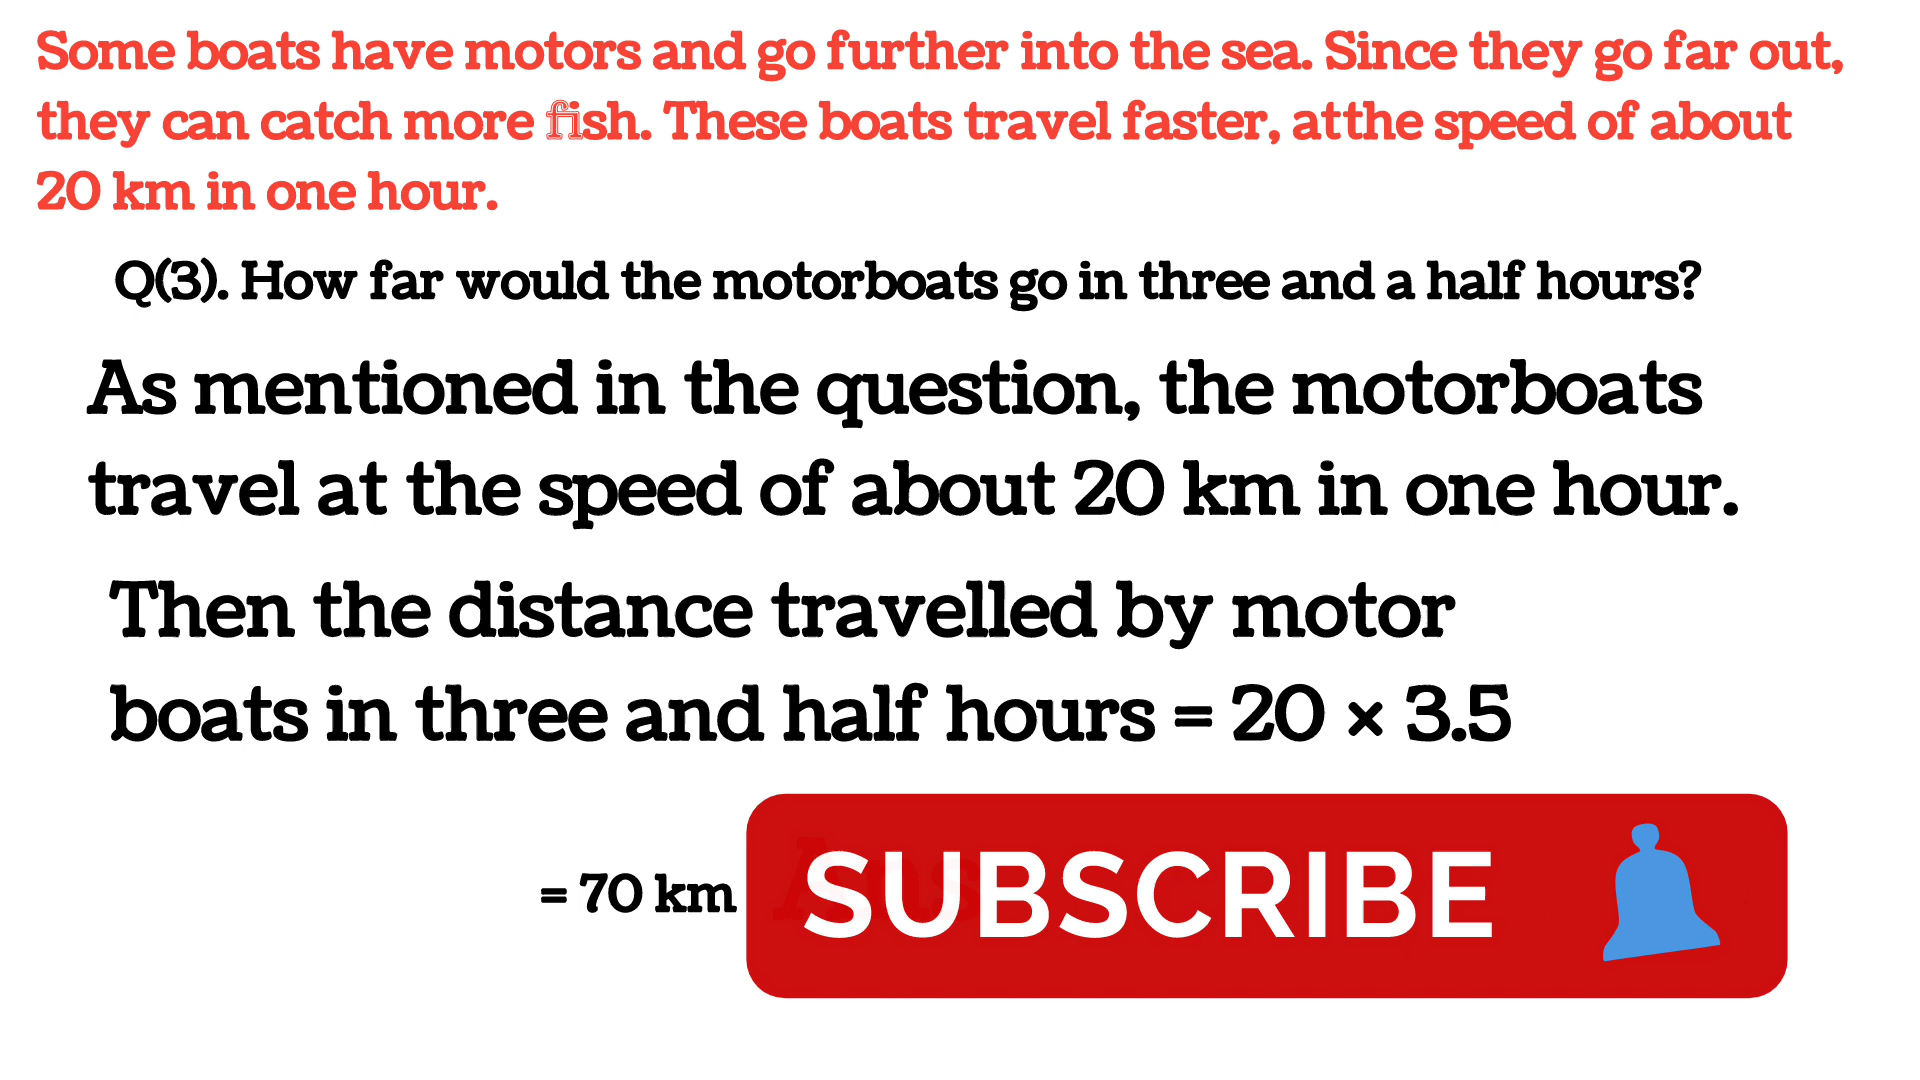 Some boats have motors and go further into the sea. Since they go far out,
they can catch more fish. These boats travel faster, atthe speed of about
20 km in one hour.
Q(3). How far would the motorboats go in three and a half hours?
As mentioned in the question, the motorboats
travel at the speed of about 20 km in one hour.
Then the distance travelled by motor
boats in three and half hours = 20 × 3.5
= 70 km
SUBSCRIBE